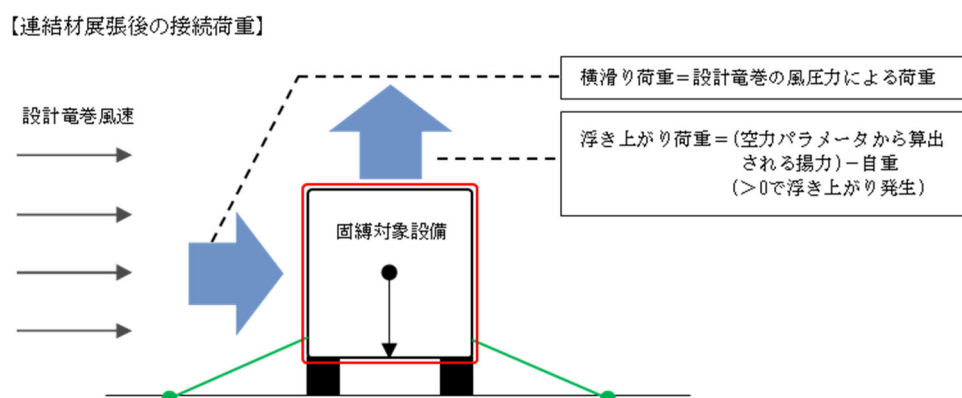 【連結材展張後の接続荷重】
横滑り荷重＝設計竜巻の風圧力による荷重
設計竜巻風速
浮き上がり荷重＝(空力パラメータから算出
される揚力)－自重
(＞0で浮き上がり発生)
固縛対象設備